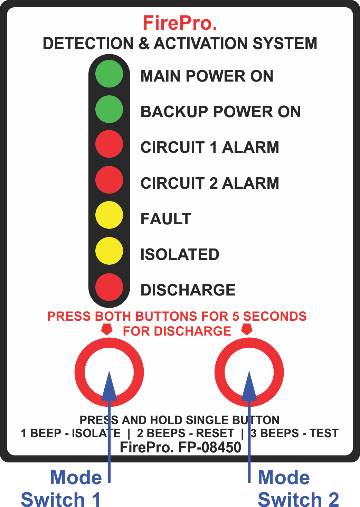 FirePro.
DETECTION & ACTIVATION SYSTEM
MAIN POWER ON
BACKUP POWER ON
CIRCUIT 1 ALARM
CIRCUIT 2 ALARM
FAULT
ISOLATED
DISCHARGE
PRESS BOTH BUTTONS FOR 5 SECONDS
FOR DISCHARGE
PRESS AND HOLD SINGLE BUTTON
1 BEEP - ISOLATE | 2 BEEPS - RESET | 3 BEEPS - TEST
FirePro. FP-08450
Mode
Switch 1
Mode
Switch 2